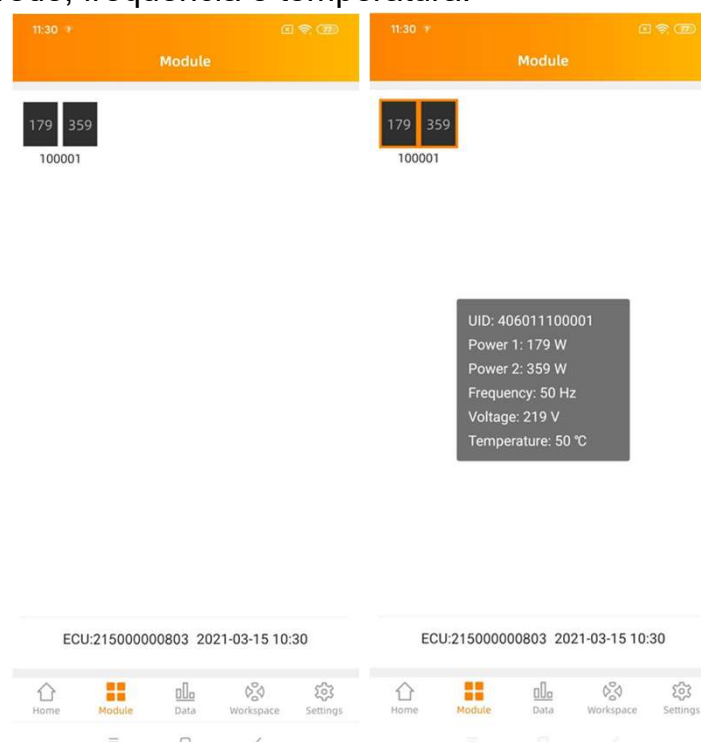 frequência e temperatura.
11:30
Module
179 359
100001
ECU:215000000803 2021-03-15 10:30
Home Module Data Workspace Settings
11:30
Module
179 359
100001
UID: 406011100001
Power 1: 179 W
Power 2: 359 W
Frequency: 50 Hz
Voltage: 219 V
Temperature: 50 ℃
ECU:215000000803 2021-03-15 10:30
Home Module Data Workspace Settings